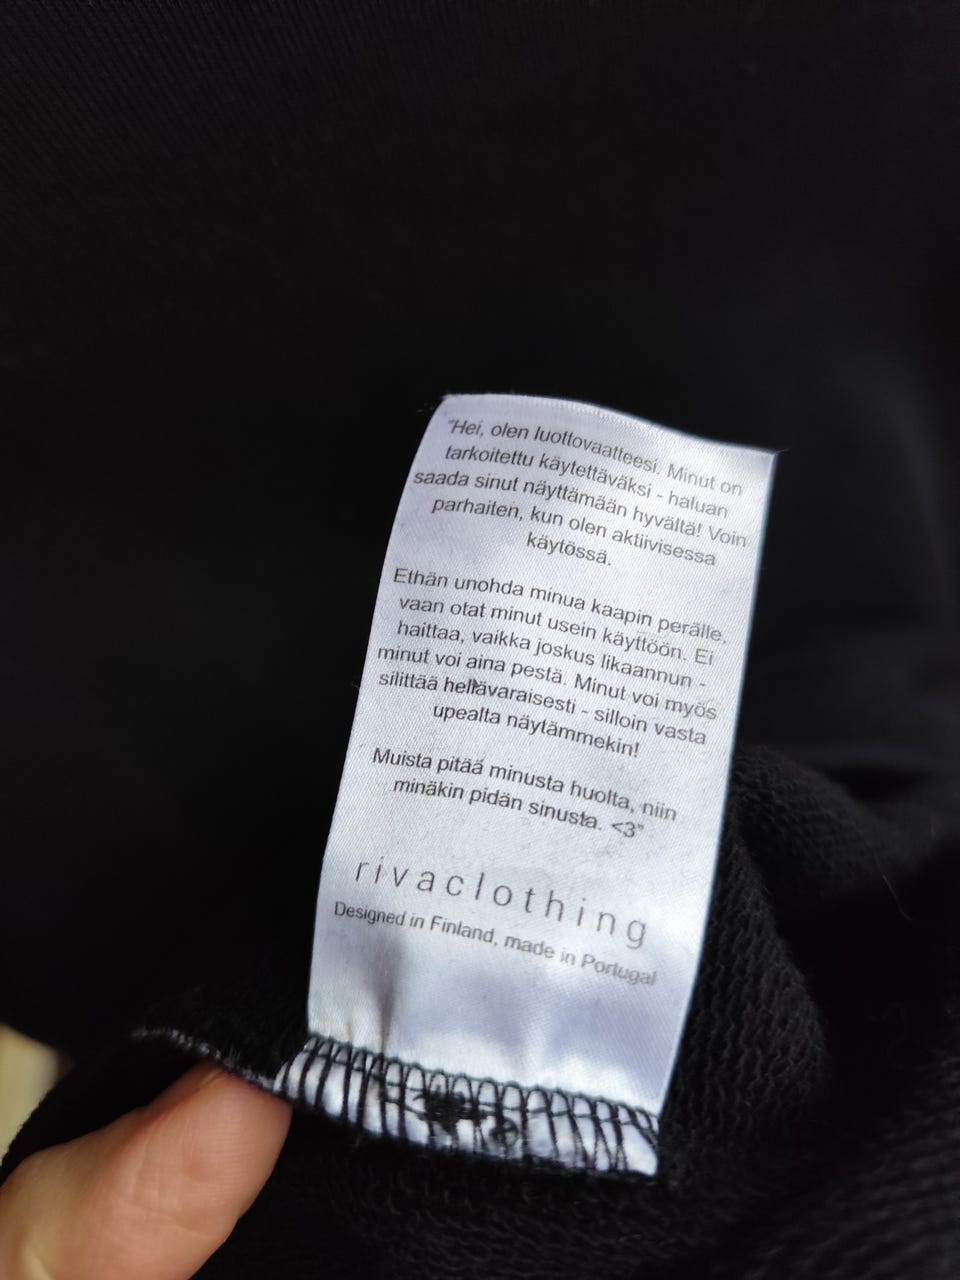 "Hei, olen luottovaatteesi. Minut on
tarkoitettu käytettäväksi - haluan
saada sinut näyttämään hyvältä! Voin
parhaiten, kun olen aktiivisessa
käytössä.
Ethän unohda minua kaapin perälle,
vaan otat minut usein käyttöön. Ei
haittaa, vaikka joskus likaannun -
minut voi aina pestä. Minut voi myös
silittää hellävaraisesti - silloin vasta
upealta näytämmekin!
Muista pitää minusta huolta, niin
minäkin pidän sinusta. <3"
rivaclothing
Designed in Finland, made in Portugal